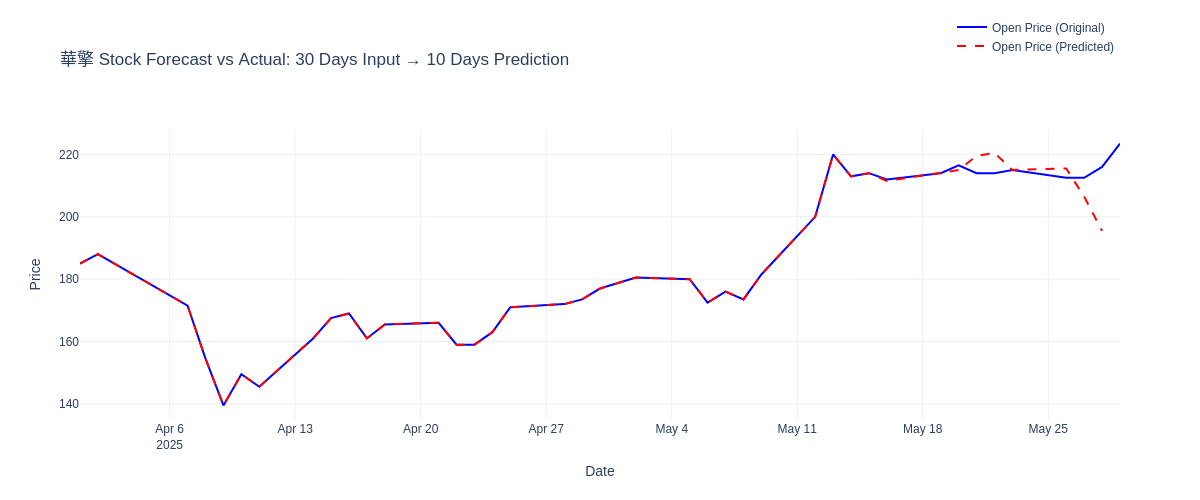 Open Price (Original)
Open Price (Predicted)
華擎 Stock Forecast vs Actual: 30 Days Input → 10 Days Prediction
220
200
180
160
140
Price
Apr 6
2025
Apr 13
Apr 20
Apr 27
May 4
May 11
May 18
May 25
Date